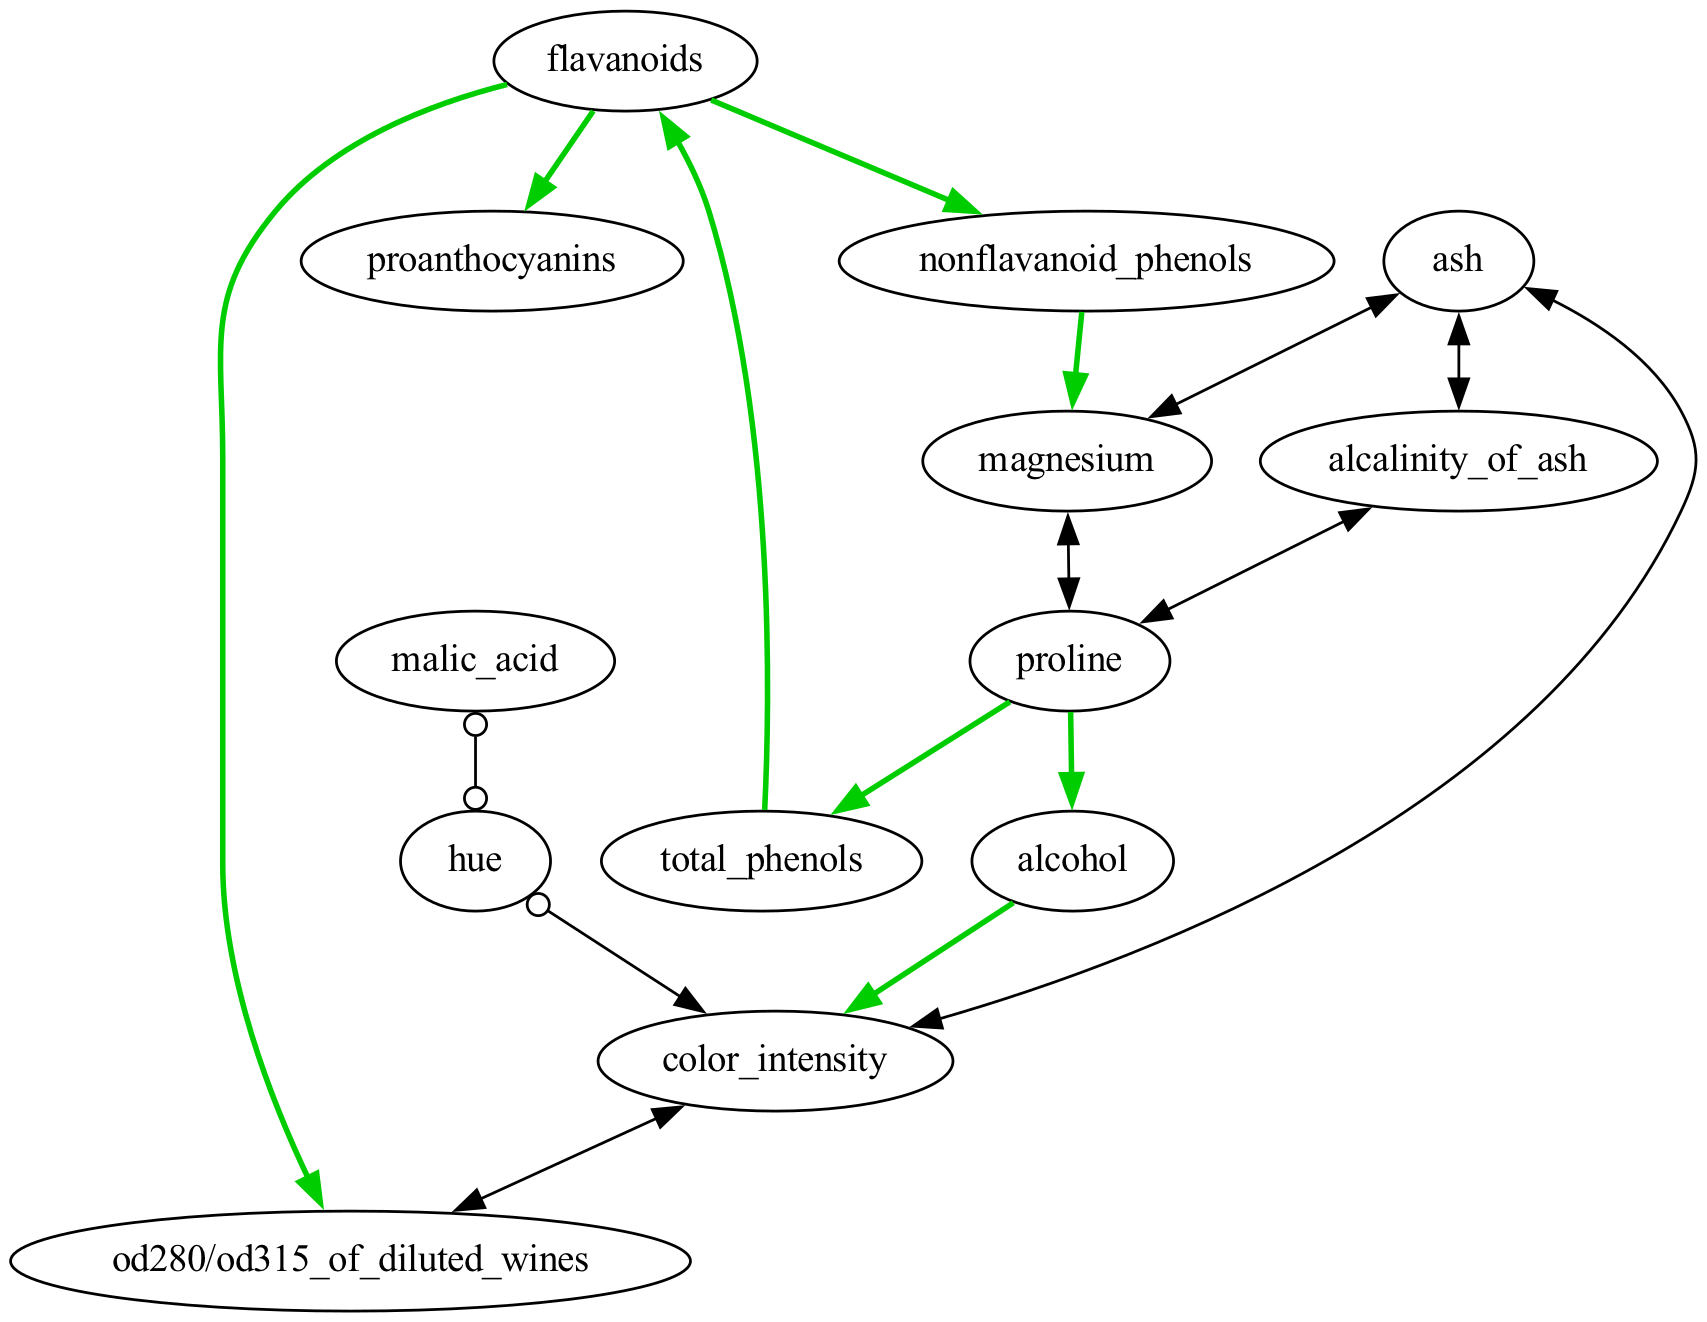 flavanoids
proanthocyanins
nonflavanoid_phenols
ash
magnesium
alcalinity_of_ash
malic_acid
proline
hue
total_phenols
alcohol
color_intensity
od280/od315_of_diluted_wines